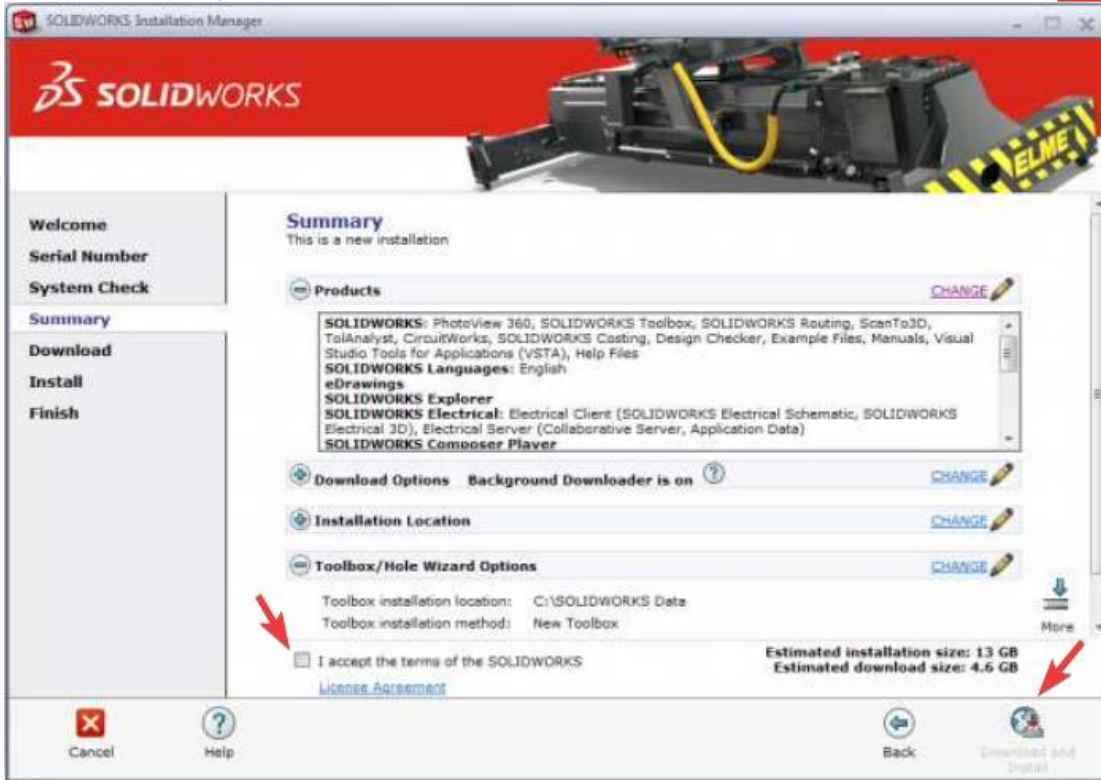 SOLIDWORKS Installation Manager
SOLIDWORKS
ELME
Welcome
Serial Number
System Check
Summary
Download
Install
Finish
Summary
This is a new installation
Products CHANGE
SOLIDWORKS: PhotoView 360, SOLIDWORKS Toolbox, SOLIDWORKS Routing, ScanTo3D,
TolAnalyst, CircuitWorks, SOLIDWORKS Costing, Design Checker, Example Files, Manuals, Visual
Studio Tools for Applications (VSTA), Help Files
SOLIDWORKS Languages: English
eDrawings
SOLIDWORKS Explorer
SOLIDWORKS Electrical: Electrical Client (SOLIDWORKS Electrical Schematic, SOLIDWORKS
Electrical 3D), Electrical Server (Collaborative Server, Application Data)
SOLIDWORKS Composer Player
Download Options Background Downloader is on ? CHANGE
Installation Location CHANGE
Toolbox/Hole Wizard Options CHANGE
Toolbox installation location: C:\SOLIDWORKS Data
Toolbox installation method: New Toolbox
More
I accept the terms of the SOLIDWORKS
License Agreement
Estimated installation size: 13 GB
Estimated download size: 4.6 GB
Cancel
Help
Back
Download and
Install